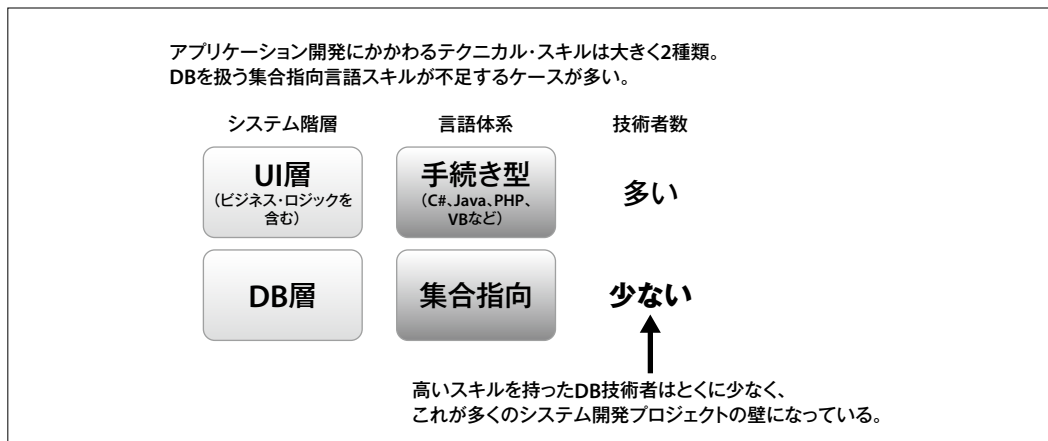 アプリケーション開発にかかわるテクニカル・スキルは大きく2種類。
DBを扱う集合指向言語スキルが不足するケースが多い。
システム階層 言語体系 技術者数
UI層
(ビジネス・ロジックを
含む)
手続き型
(C#、Java、PHP、
VBなど)
多い
DB層
集合指向
少ない
高いスキルを持ったDB技術者はとくに少なく、
これが多くのシステム開発プロジェクトの壁になっている。